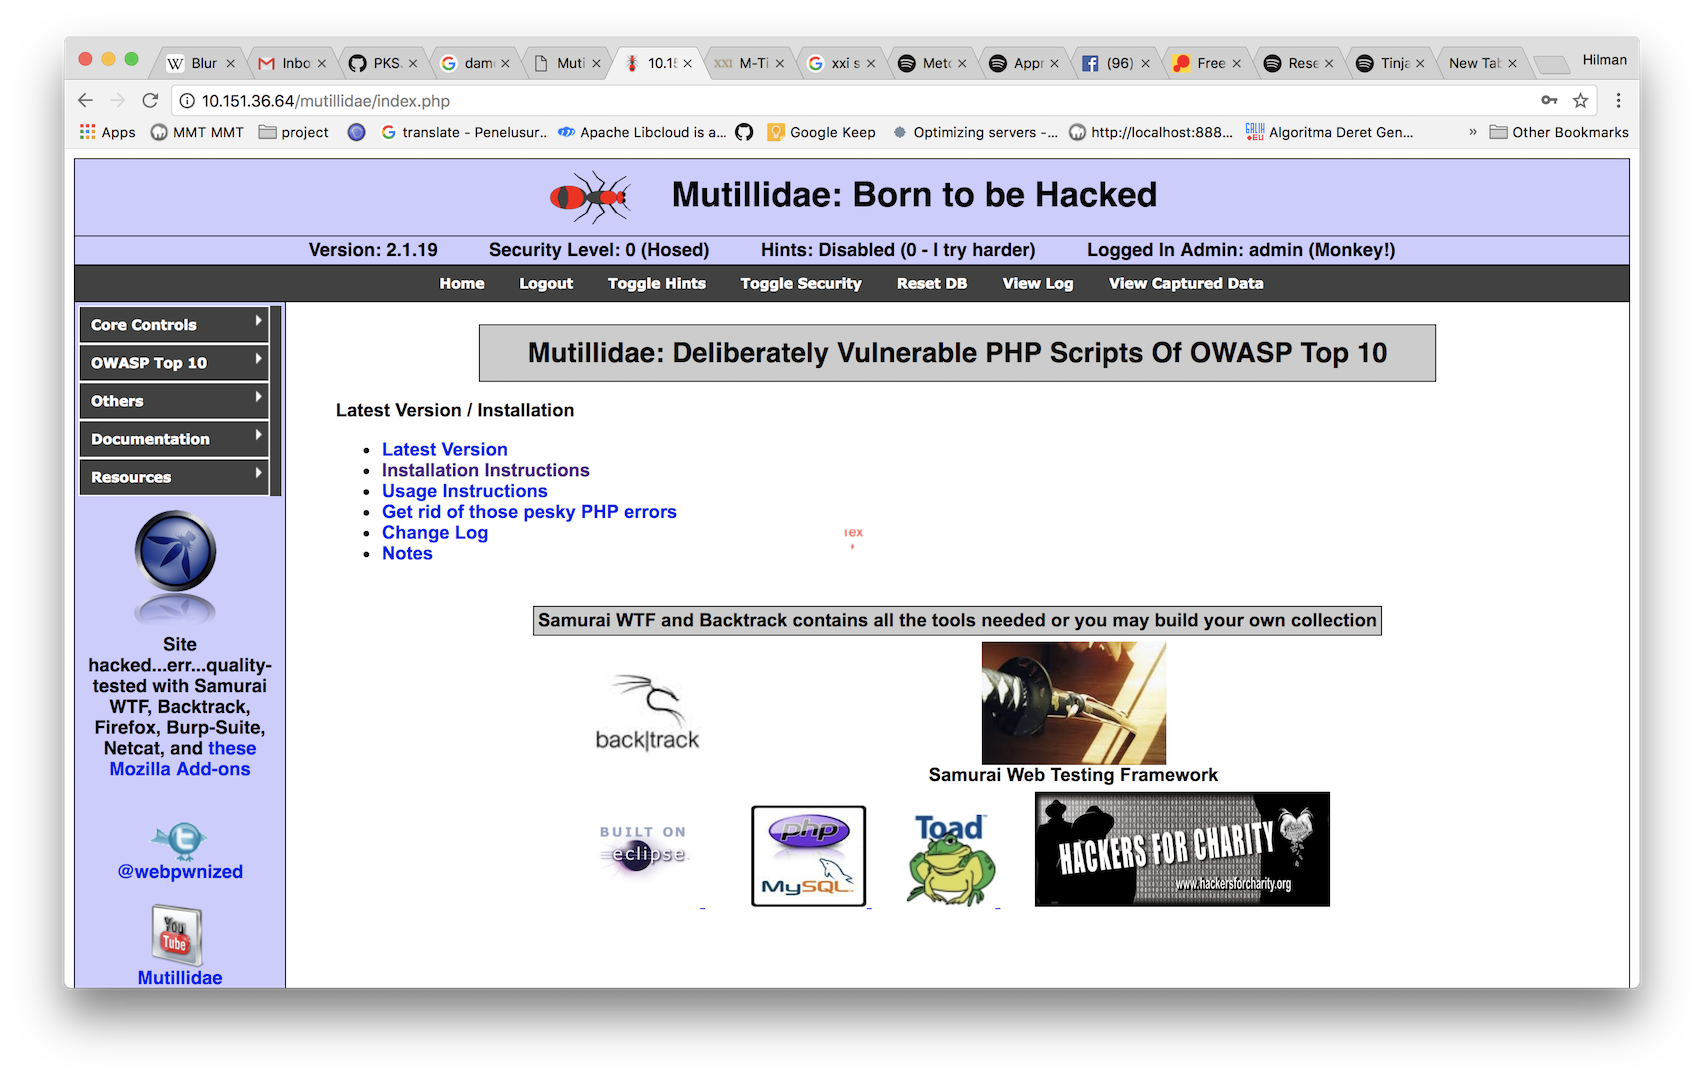 Blur
Inbo
PKS.
damo
Muti
10.15
M-Ti
xxi s
Meto
Appr
(96)
Free
Rese
Tinja
New Tab
Hilman
10.151.36.64/mutillidae/index.php
Apps
MMT MMT
project
translate - Penelusur...
Apache Libcloud is a...
Google Keep
Optimizing servers -...
http://localhost:888...
Algoritma Deret Gen...
»
Other Bookmarks
Mutillidae: Born to be Hacked
Version: 2.1.19
Security Level: 0 (Hosed)
Hints: Disabled (0 - I try harder)
Logged In Admin: admin (Monkey!)
Home
Logout
Toggle Hints
Toggle Security
Reset DB
View Log
View Captured Data
Core Controls
OWASP Top 10
Others
Documentation
Resources
Site
hacked...err...quality-
tested with Samurai
WTF, Backtrack,
Firefox, Burp-Suite,
Netcat, and these
Mozilla Add-ons
@webpwnized
You
Tube
Mutillidae
Mutillidae: Deliberately Vulnerable PHP Scripts Of OWASP Top 10
Latest Version / Installation
Latest Version
Installation Instructions
Usage Instructions
Get rid of those pesky PHP errors
Change Log
Notes
Samurai WTF and Backtrack contains all the tools needed or you may build your own collection
back|track
Samurai Web Testing Framework
BUILT ON
eclipse
php
MySQL
Toad
HACKERS FOR CHARITY
www.hackersforcharity.org